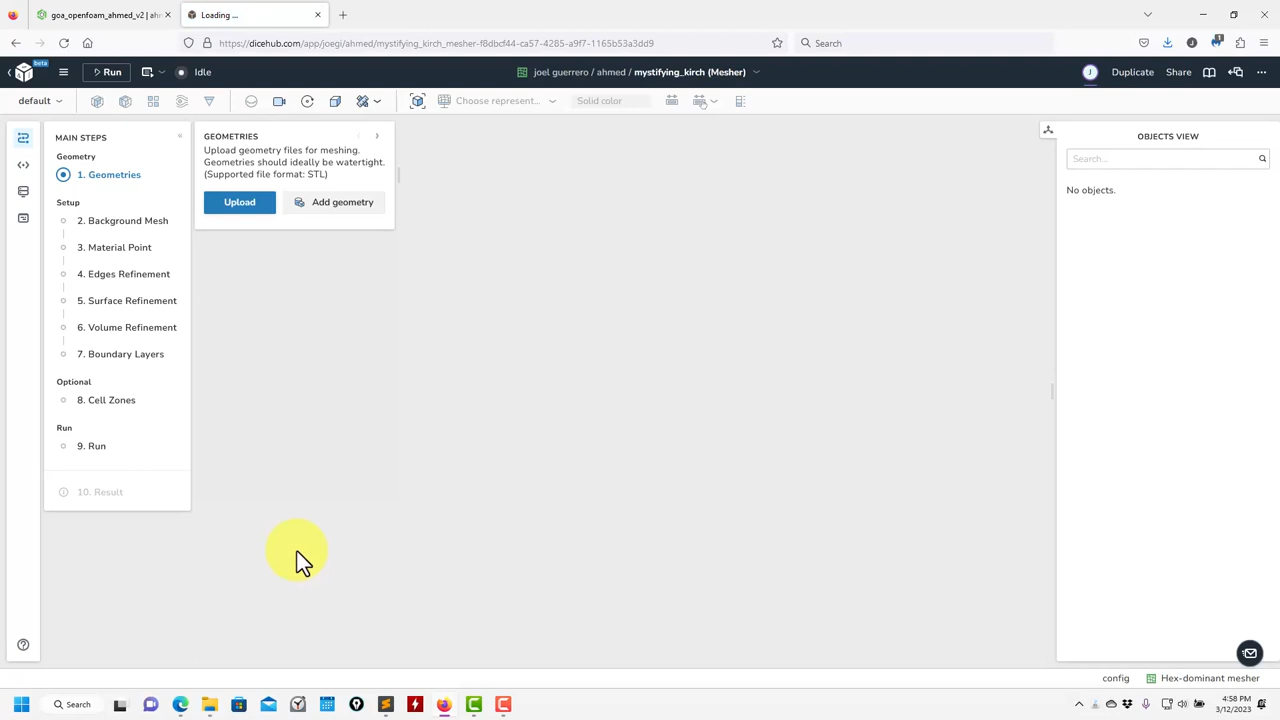 goa_openfoam_ahmed_v2 | ahm
Loading ...
https://dicehub.com/app/joegi/ahmed/mystifying_kirch_mesher-f8dbcf44-ca57-4285-a9f7-1165b53a3dd9
Search
beta
Run
Idle
joel guerrero / ahmed / mystifying_kirch (Mesher)
J
Duplicate
Share
default
Choose represent...
Solid color
MAIN STEPS
Geometry
1. Geometries
Setup
2. Background Mesh
3. Material Point
4. Edges Refinement
5. Surface Refinement
6. Volume Refinement
7. Boundary Layers
Optional
8. Cell Zones
Run
9. Run
10. Result
GEOMETRIES
Upload geometry files for meshing.
Geometries should ideally be watertight.
(Supported file format: STL)
Upload
Add geometry
OBJECTS VIEW
Search...
No objects.
config
Hex-dominant mesher
Search
4:58 PM
3/12/2023